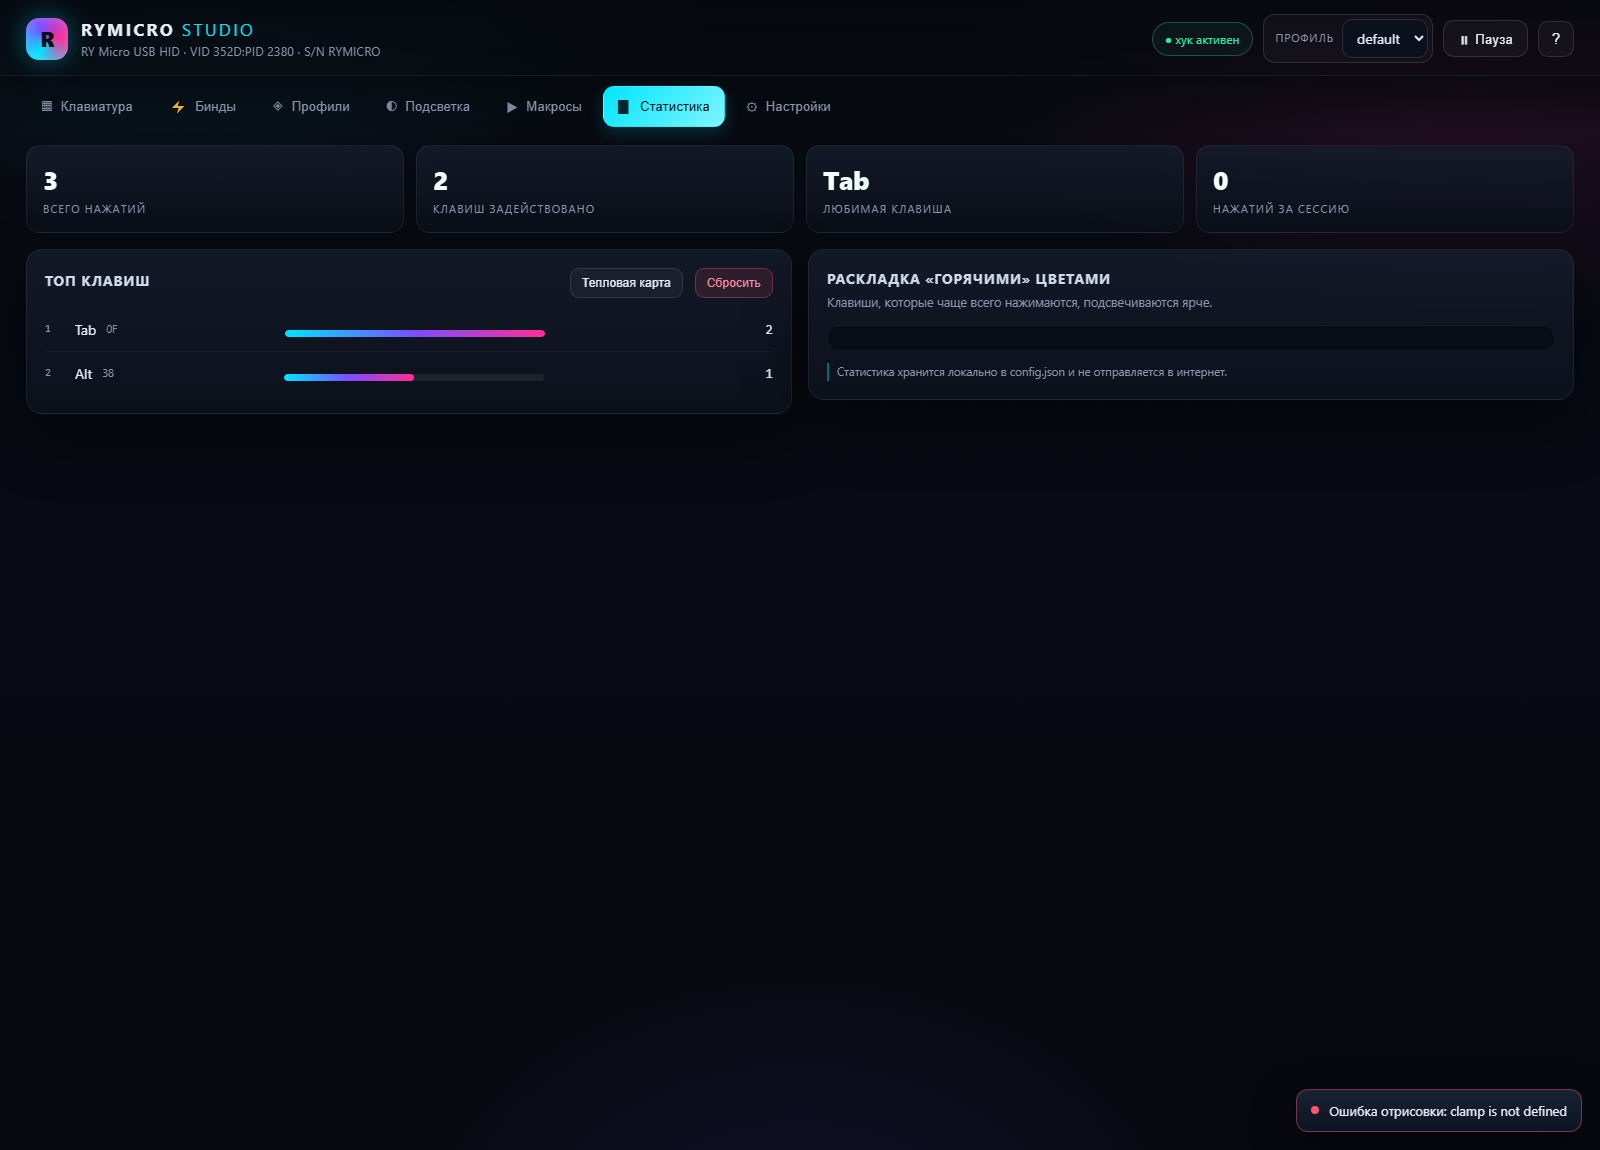 R
RYMICRO STUDIO
RY Micro USB HID · VID 352D:PID 2380 · S/N RYMICRO
хук активен
ПРОФИЛЬ
default
Пауза
?
Клавиатура
Бинды
Профили
Подсветка
Макросы
Статистика
Настройки
3
ВСЕГО НАЖАТИЙ
2
КЛАВИШ ЗАДЕЙСТВОВАНО
Tab
ЛЮБИМАЯ КЛАВИША
0
НАЖАТИЙ ЗА СЕССИЮ
ТОП КЛАВИШ
Тепловая карта
Сбросить
1 Tab 0F 2
2 Alt 38 1
РАСКЛАДКА «ГОРЯЧИМИ» ЦВЕТАМИ
Клавиши, которые чаще всего нажимаются, подсвечиваются ярче.
Статистика хранится локально в config.json и не отправляется в интернет.
Ошибка отрисовки: clamp is not defined